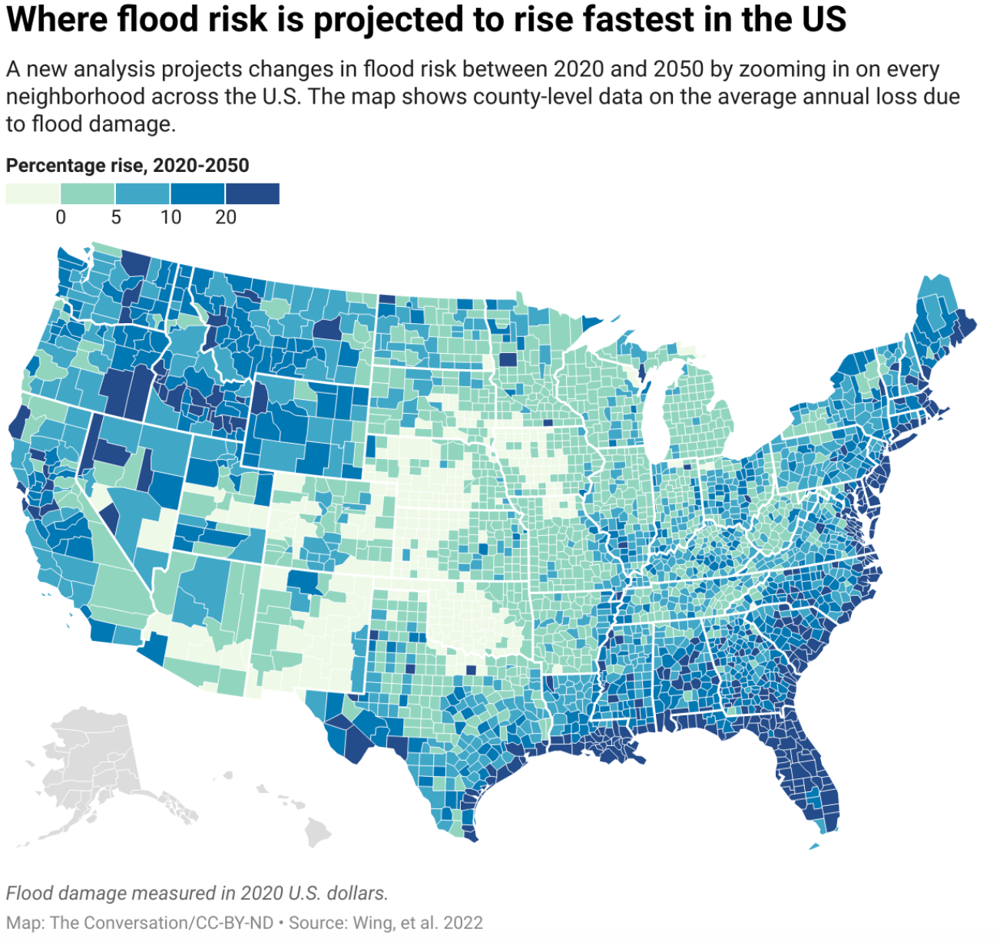 Where flood risk is projected to rise fastest in the US
A new analysis projects changes in flood risk between 2020 and 2050 by zooming in on every
neighborhood across the U.S. The map shows county-level data on the average annual loss due
to flood damage.
Percentage rise, 2020-2050
0 5 10 20
Flood damage measured in 2020 U.S. dollars.
Map: The Conversation/CC-BY-ND • Source: Wing, et al. 2022